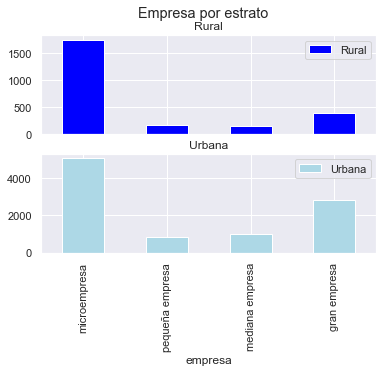 Empresa por estrato
Rural
Rural
1500
1000
500
0
Urbana
Urbana
4000
2000
0
microempresa
pequeña empresa
mediana empresa
gran empresa
empresa